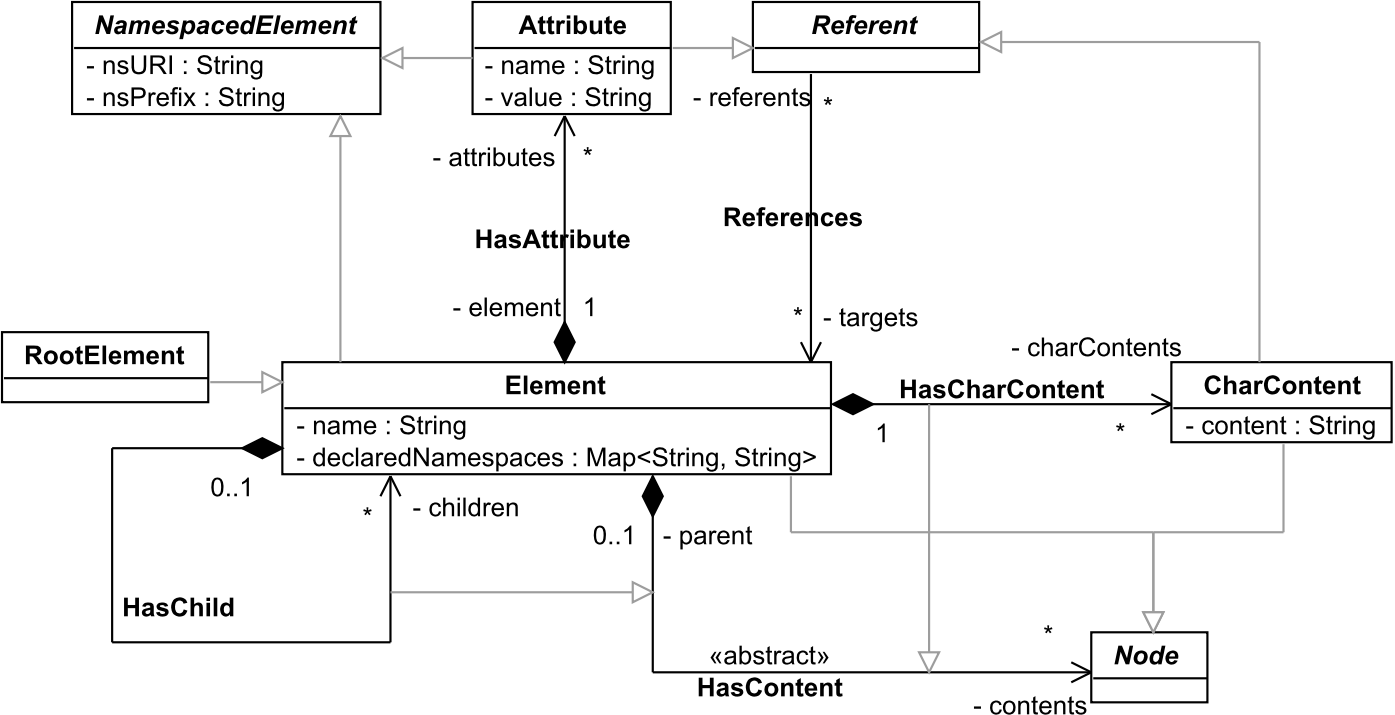 NamespacedElement
- nsURI : String
- nsPrefix : String
Attribute
- name : String
- value : String
Referent
- referents
*
- attributes
*
References
HasAttribute
- element
1
*
- targets
RootElement
- charContents
Element
- name : String
- declaredNamespaces : Map<String, String>
HasCharContent
1
*
CharContent
- content : String
0..1
*
- children
0..1
- parent
HasChild
*
«abstract»
HasContent
- contents
Node